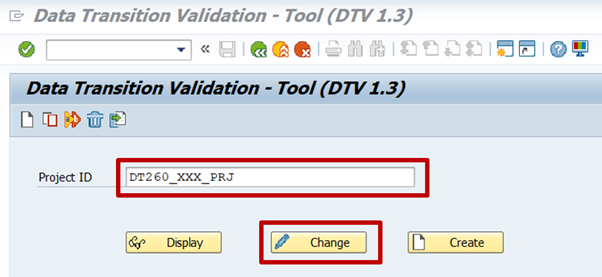 Data Transition Validation - Tool (DTV 1.3)
Data Transition Validation - Tool (DTV 1.3)
Project ID DT260_XXX_PRJ
Display Change Create